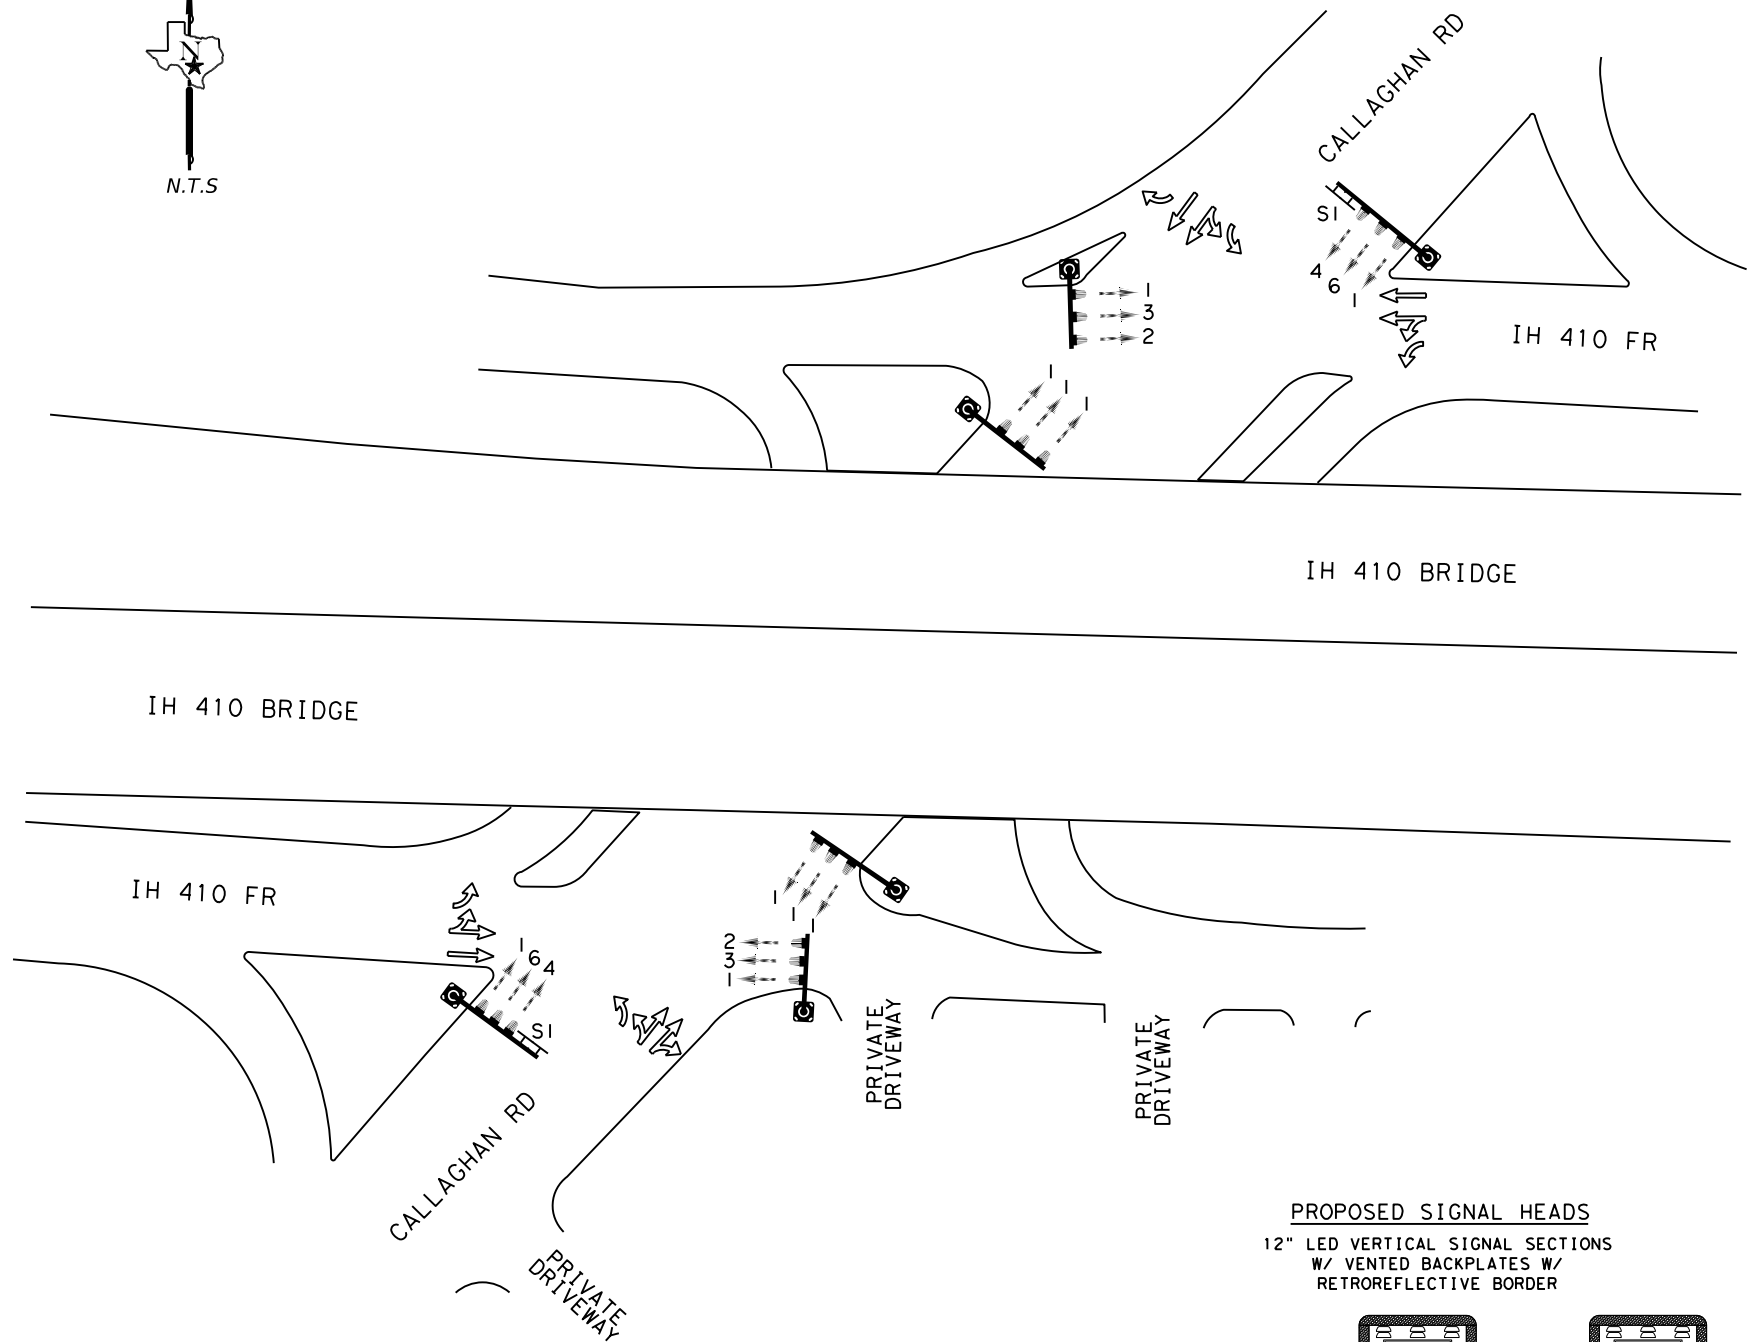 CALLAGHAN RD
N
N.T.S
S1
4
6
1
1
3
2
IH 410 FR
1
1
1
IH 410 BRIDGE
IH 410 BRIDGE
IH 410 FR
1
1
1
2
3
1
1
6
4
S1
PRIVATE
DRIVEWAY
PRIVATE
DRIVEWAY
CALLAGHAN RD
PRIVATE
DRIVEWAY
PROPOSED SIGNAL HEADS
12" LED VERTICAL SIGNAL SECTIONS
W/ VENTED BACKPLATES W/
RETROREFLECTIVE BORDER